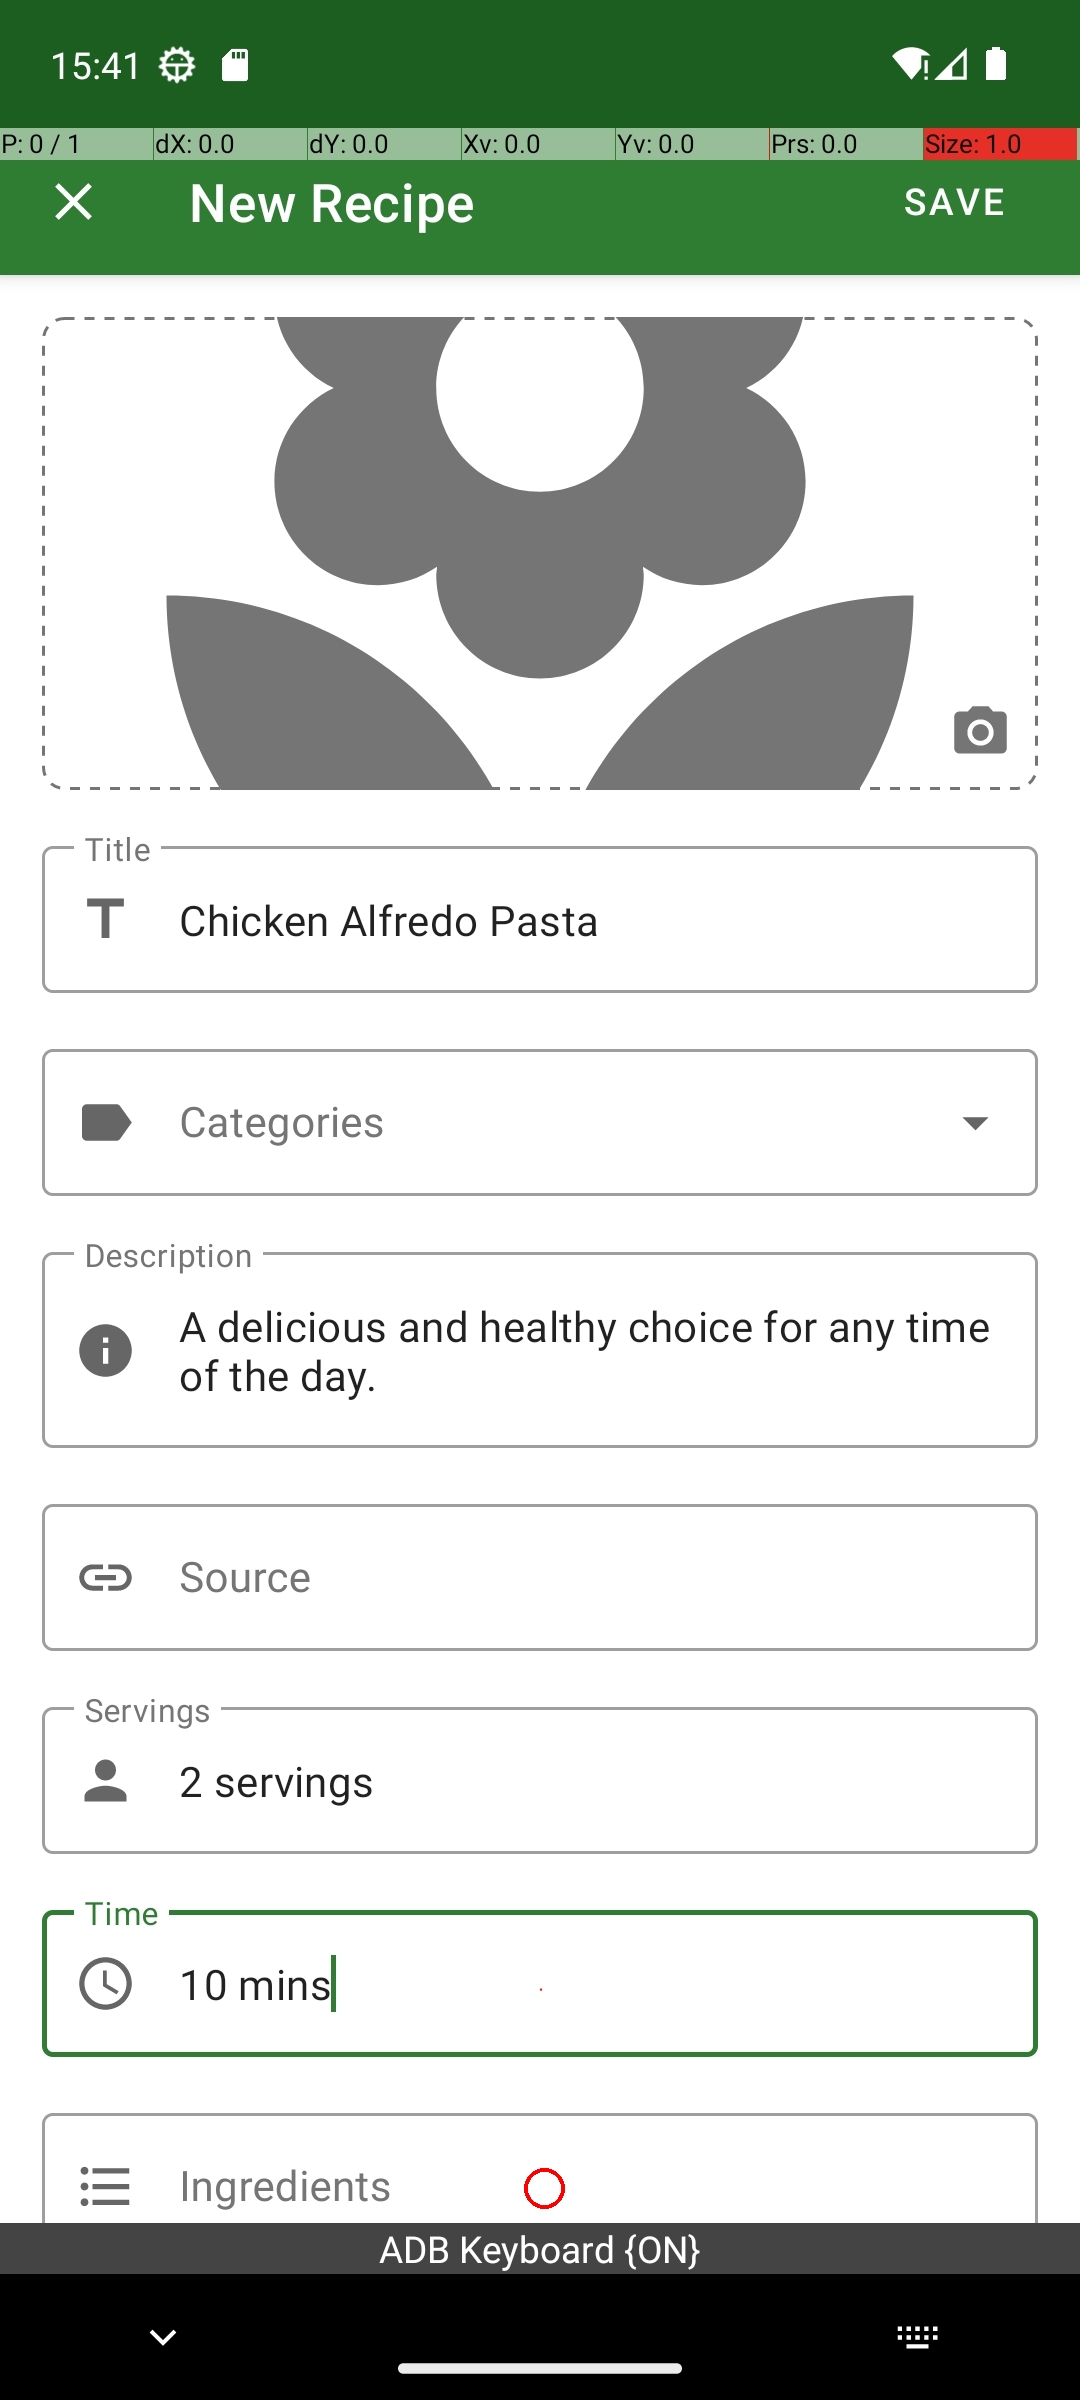 15:41
P: 0 / 1 dX: 0.0 dY: 0.0 Xv: 0.0 Yv: 0.0 Prs: 0.0 Size: 1.0
New Recipe SAVE
Title
Chicken Alfredo Pasta
Categories
Description
A delicious and healthy choice for any time
of the day.
Source
Servings
2 servings
Time
10 mins
Ingredients
ADB Keyboard {ON}